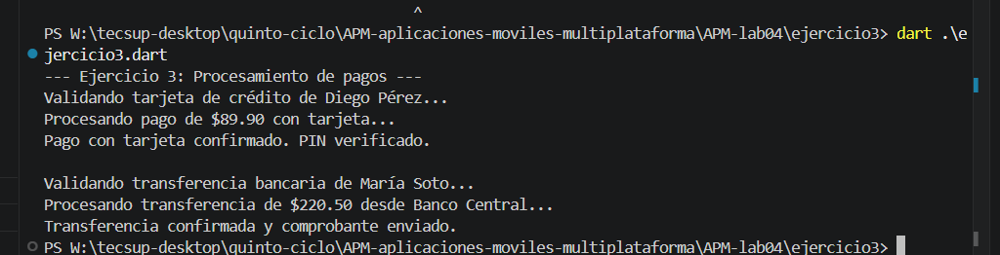 ^
PS W:\tecsup-desktop\quinto-ciclo\APM-aplicaciones-moviles-multiplataforma\APM-lab04\ejercicio3> dart .\e
jercicio3.dart
--- Ejercicio 3: Procesamiento de pagos ---
Validando tarjeta de crédito de Diego Pérez...
Procesando pago de $89.90 con tarjeta...
Pago con tarjeta confirmado. PIN verificado.

Validando transferencia bancaria de María Soto...
Procesando transferencia de $220.50 desde Banco Central...
Transferencia confirmada y comprobante enviado.
PS W:\tecsup-desktop\quinto-ciclo\APM-aplicaciones-moviles-multiplataforma\APM-lab04\ejercicio3>